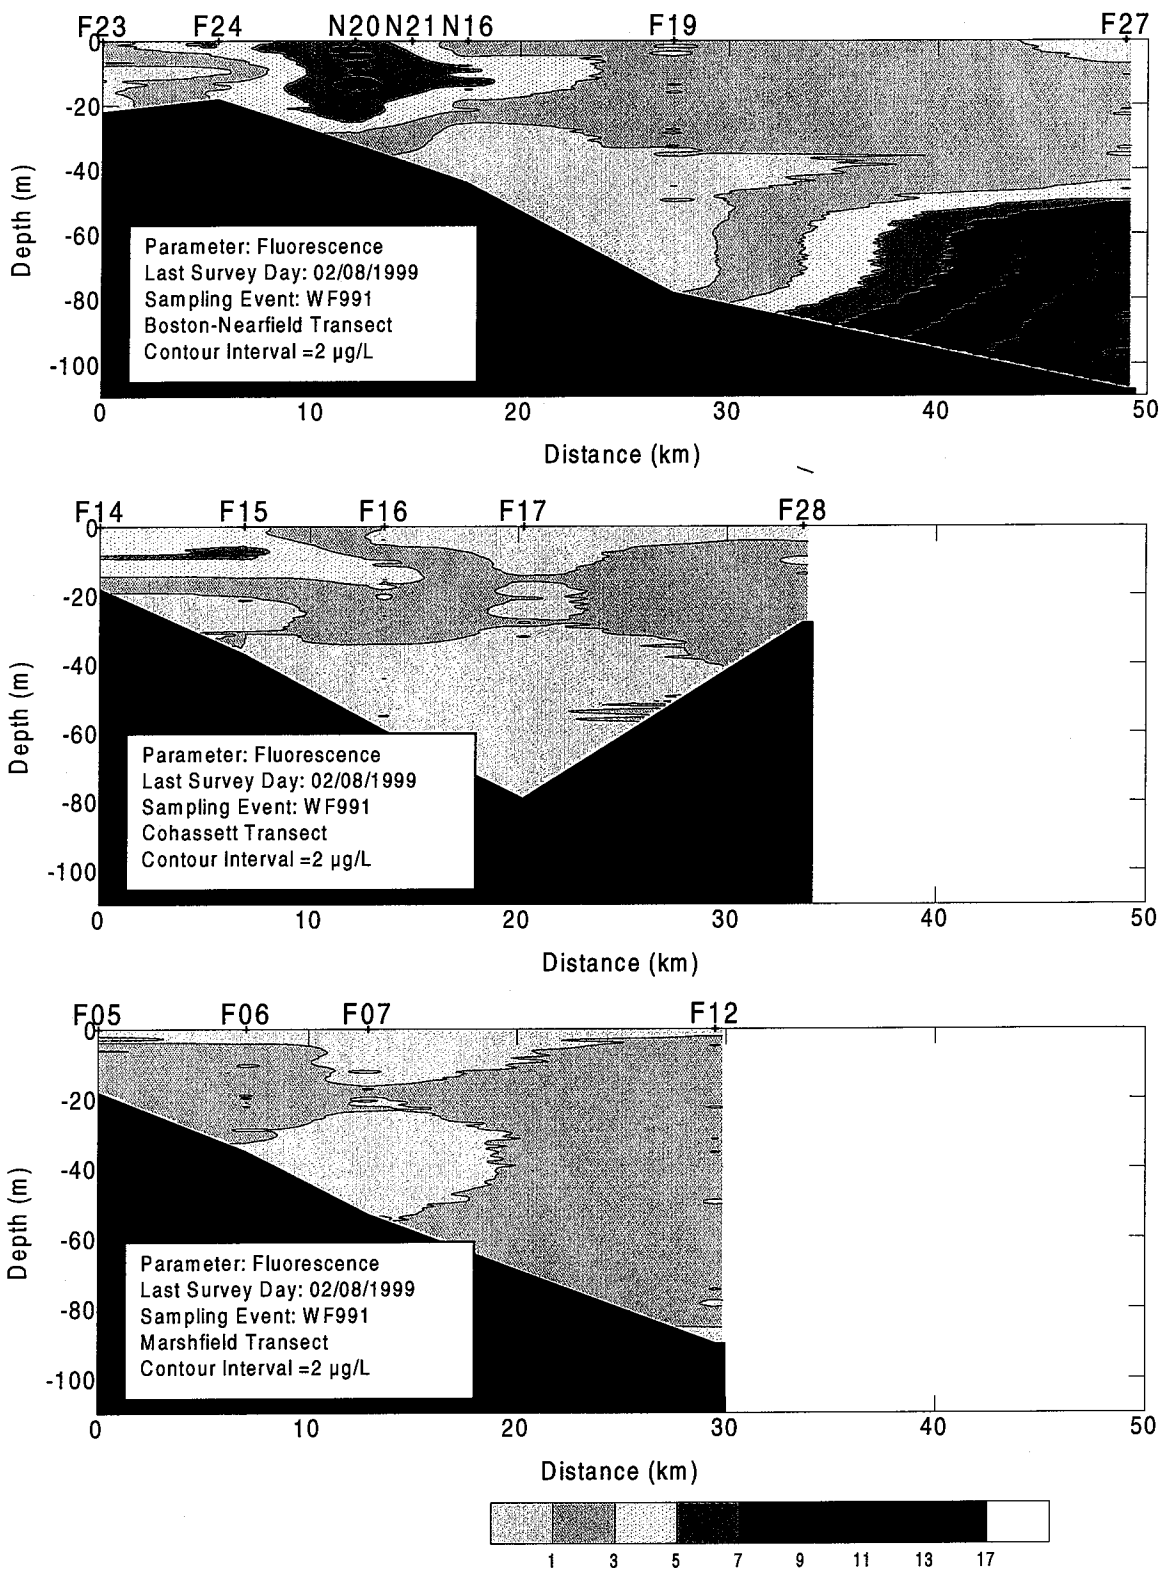 F23 F24 N20 N21 N16 F19 F27
0
-20
-40
-60
-80
-100
Depth (m)
Parameter: Fluorescence
Last Survey Day: 02/08/1999
Sampling Event: WF991
Boston-Nearfield Transect
Contour Interval =2 µg/L
0 10 20 30 40 50
Distance (km)
F14 F15 F16 F17 F28
0
-20
-40
-60
-80
-100
Depth (m)
Parameter: Fluorescence
Last Survey Day: 02/08/1999
Sampling Event: WF991
Cohassett Transect
Contour Interval =2 µg/L
0 10 20 30 40 50
Distance (km)
F05 F06 F07 F12
0
-20
-40
-60
-80
-100
Depth (m)
Parameter: Fluorescence
Last Survey Day: 02/08/1999
Sampling Event: WF991
Marshfield Transect
Contour Interval =2 µg/L
0 10 20 30 40 50
Distance (km)
1 3 5 7 9 11 13 17